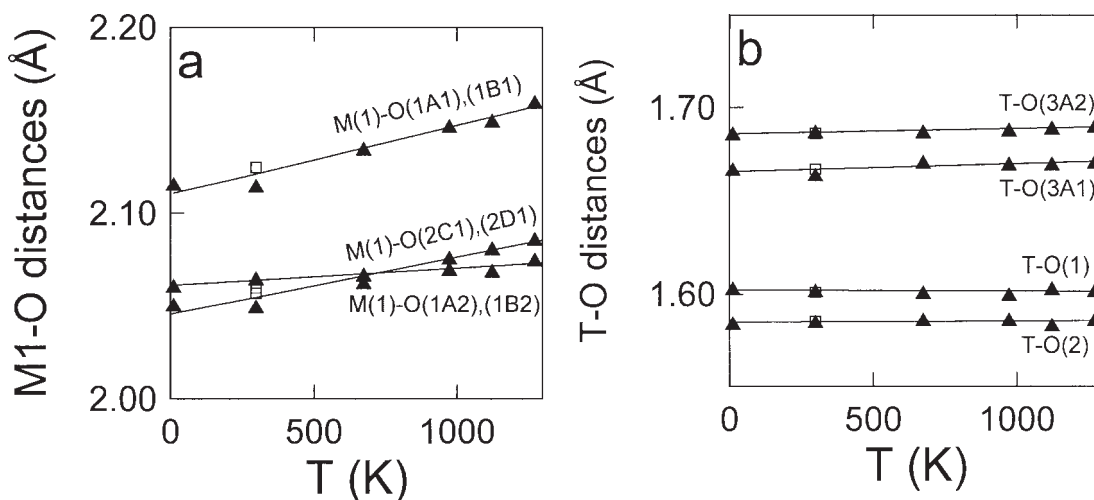 a
M1-O distances (Å)
2.20
2.10
2.00
M(1)-O(1A1),(1B1)
M(1)-O(2C1),(2D1)
M(1)-O(1A2),(1B2)
0
500
1000
T (K)
b
T-O distances (Å)
1.70
1.60
T-O(3A2)
T-O(3A1)
T-O(1)
T-O(2)
0
500
1000
T (K)